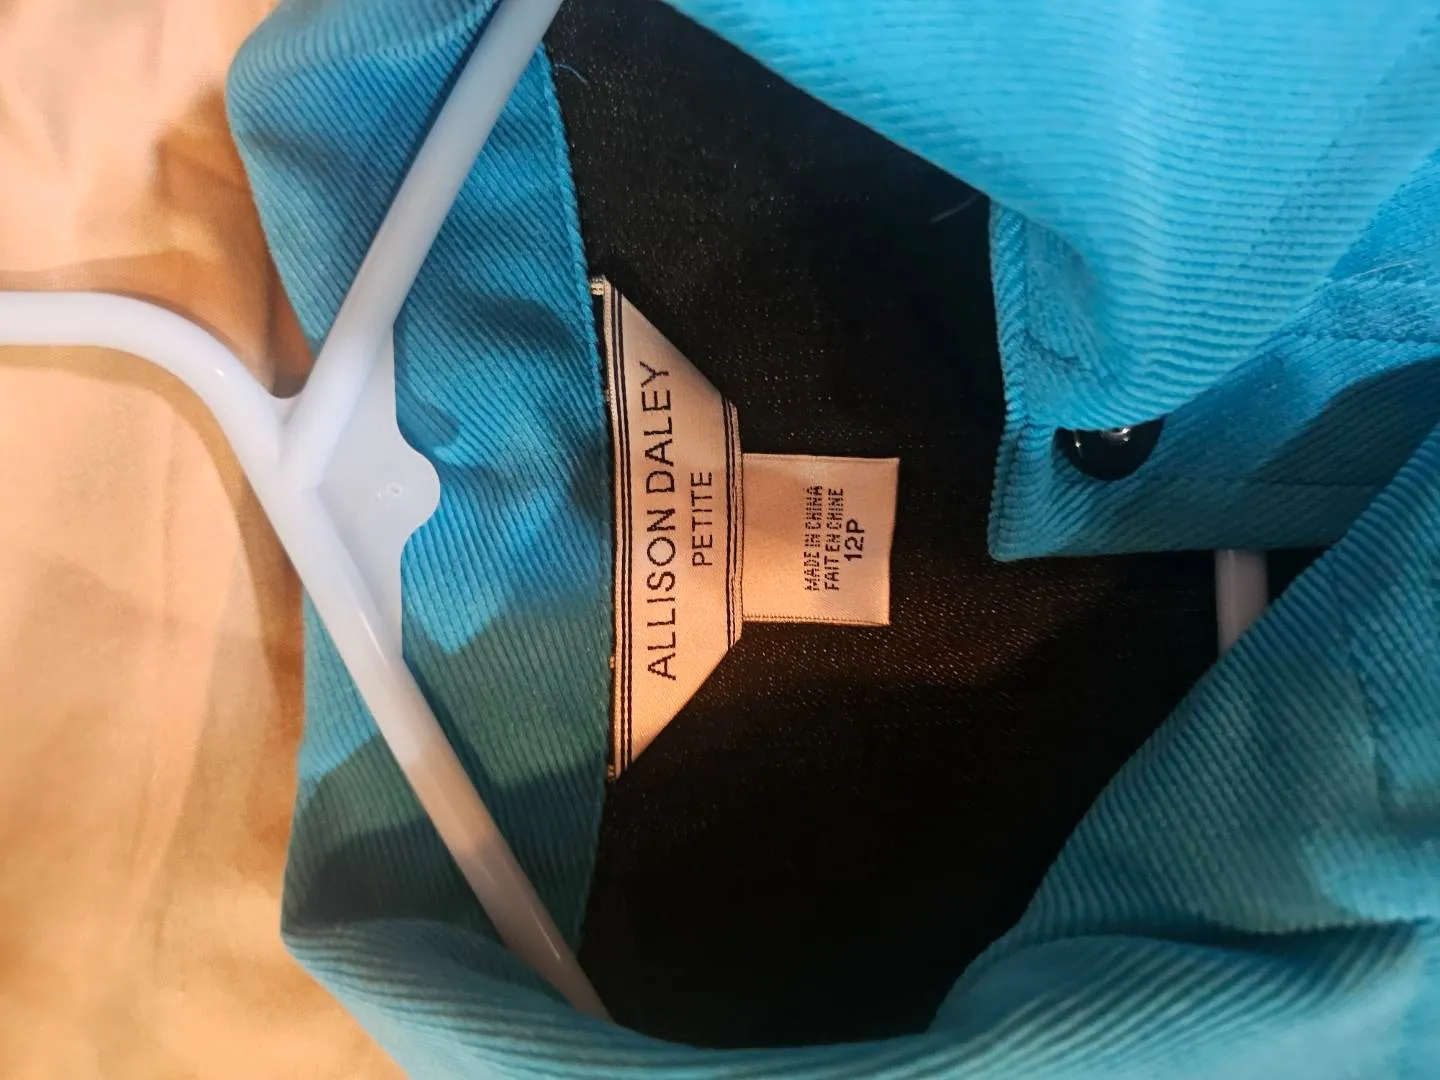 ALLISON DALEY
PETITE
MADE IN CHINA
FAIT EN CHINE
12P